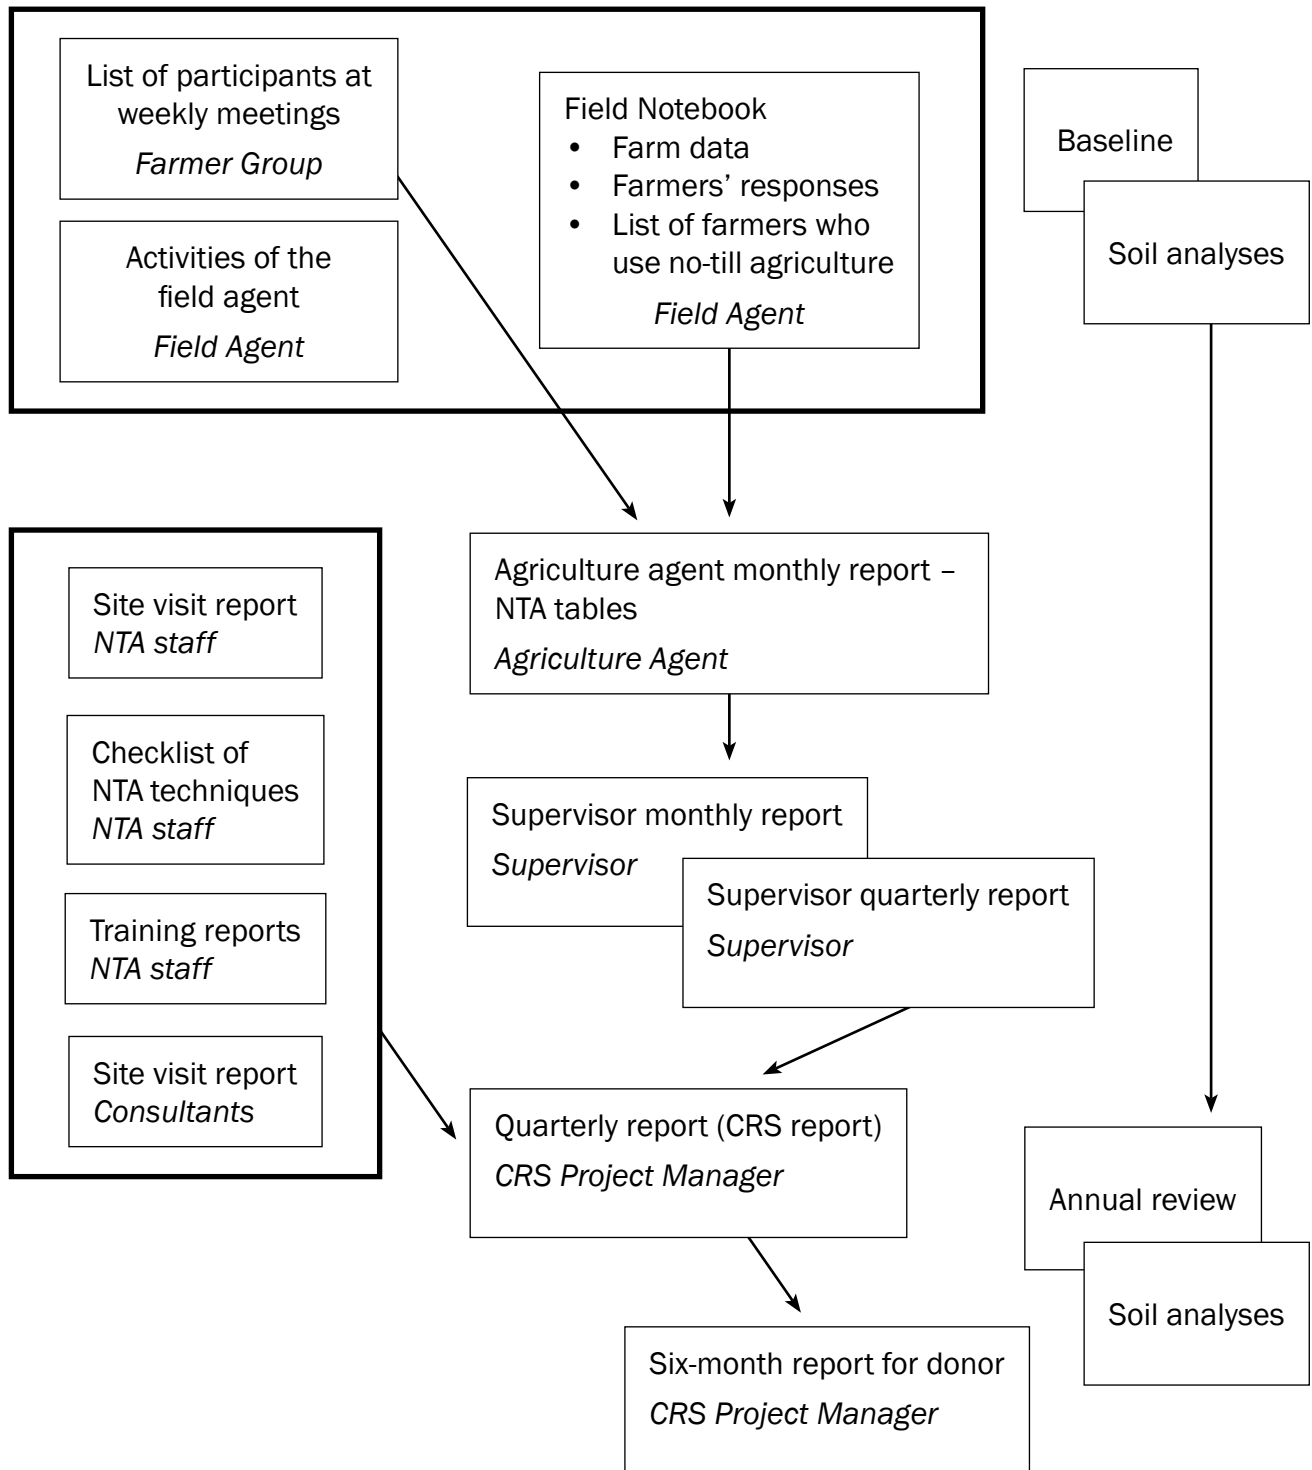 List of participants at
weekly meetings
Farmer Group
Activities of the
field agent
Field Agent
Field Notebook
• Farm data
• Farmers’ responses
• List of farmers who
use no-till agriculture
Field Agent
Baseline
Soil analyses
Site visit report
NTA staff
Checklist of
NTA techniques
NTA staff
Training reports
NTA staff
Site visit report
Consultants
Agriculture agent monthly report –
NTA tables
Agriculture Agent
Supervisor monthly report
Supervisor
Supervisor quarterly report
Supervisor
Quarterly report (CRS report)
CRS Project Manager
Six-month report for donor
CRS Project Manager
Annual review
Soil analyses